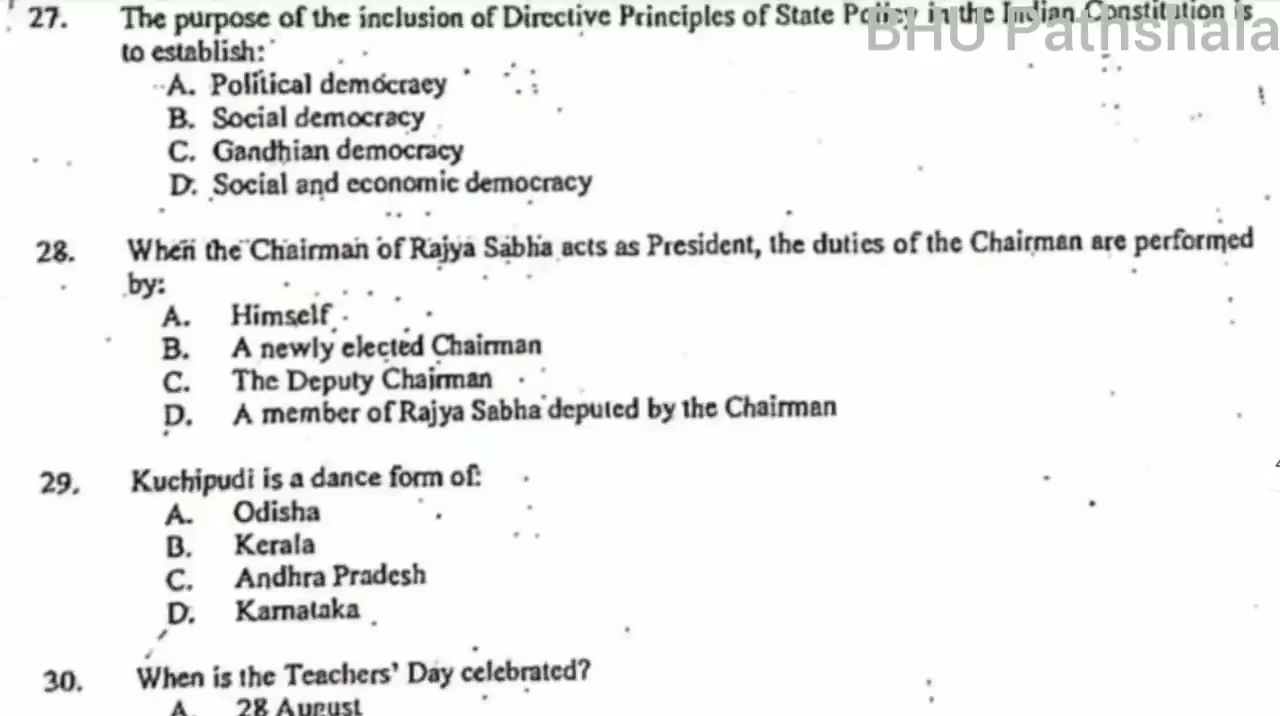 27. The purpose of the inclusion of Directive Principles of State Policy in the Indian Constitution is
BHU Pathshala
to establish:
A. Political democracy
B. Social democracy
C. Gandhian democracy
D. Social and economic democracy
28. When the Chairman of Rajya Sabha acts as President, the duties of the Chairman are performed
by:
A. Himself
B. A newly elected Chairman
C. The Deputy Chairman
D. A member of Rajya Sabha deputed by the Chairman
29. Kuchipudi is a dance form of:
A. Odisha
B. Kerala
C. Andhra Pradesh
D. Karnataka
30. When is the Teachers' Day celebrated?
A. 28 August